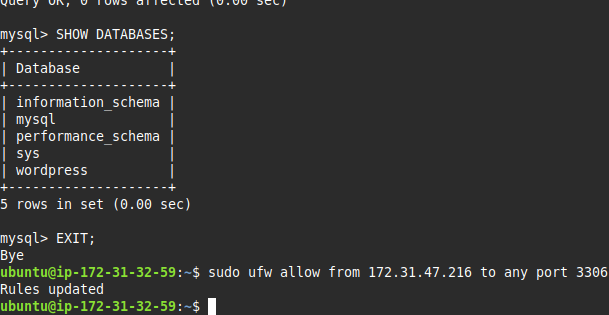 Query OK, 0 rows affected (0.00 sec)
mysql> SHOW DATABASES;
+--------------------+
| Database           |
+--------------------+
| information_schema |
| mysql              |
| performance_schema |
| sys                |
| wordpress          |
+--------------------+
5 rows in set (0.00 sec)
mysql> EXIT;
Bye
ubuntu@ip-172-31-32-59:~$ sudo ufw allow from 172.31.47.216 to any port 3306
Rules updated
ubuntu@ip-172-31-32-59:~$